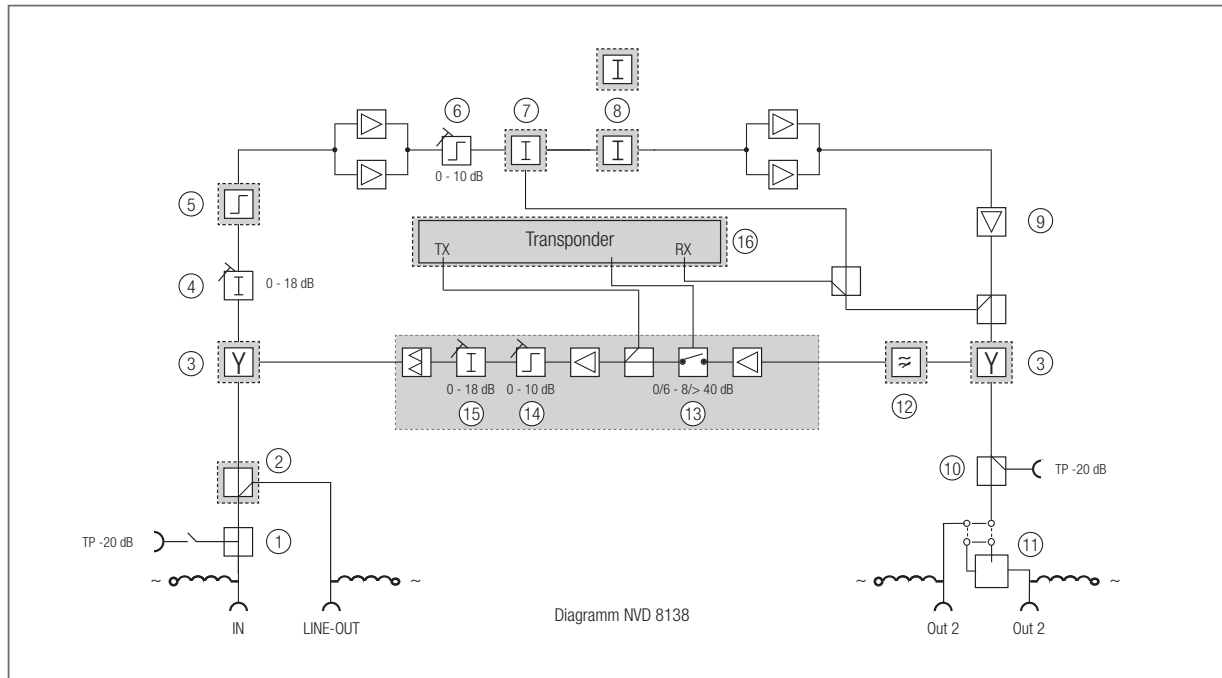 8
6
7
0 - 10 dB
5
9
Transponder
16
TX
RX
4
0 - 18 dB
3
3
0 - 18 dB
0 - 10 dB
0/6 - 8/> 40 dB
15
14
13
12
2
10
TP -20 dB
TP -20 dB
1
11
~
~
~
~
IN
LINE-OUT
Diagramm NVD 8138
Out 2
Out 2